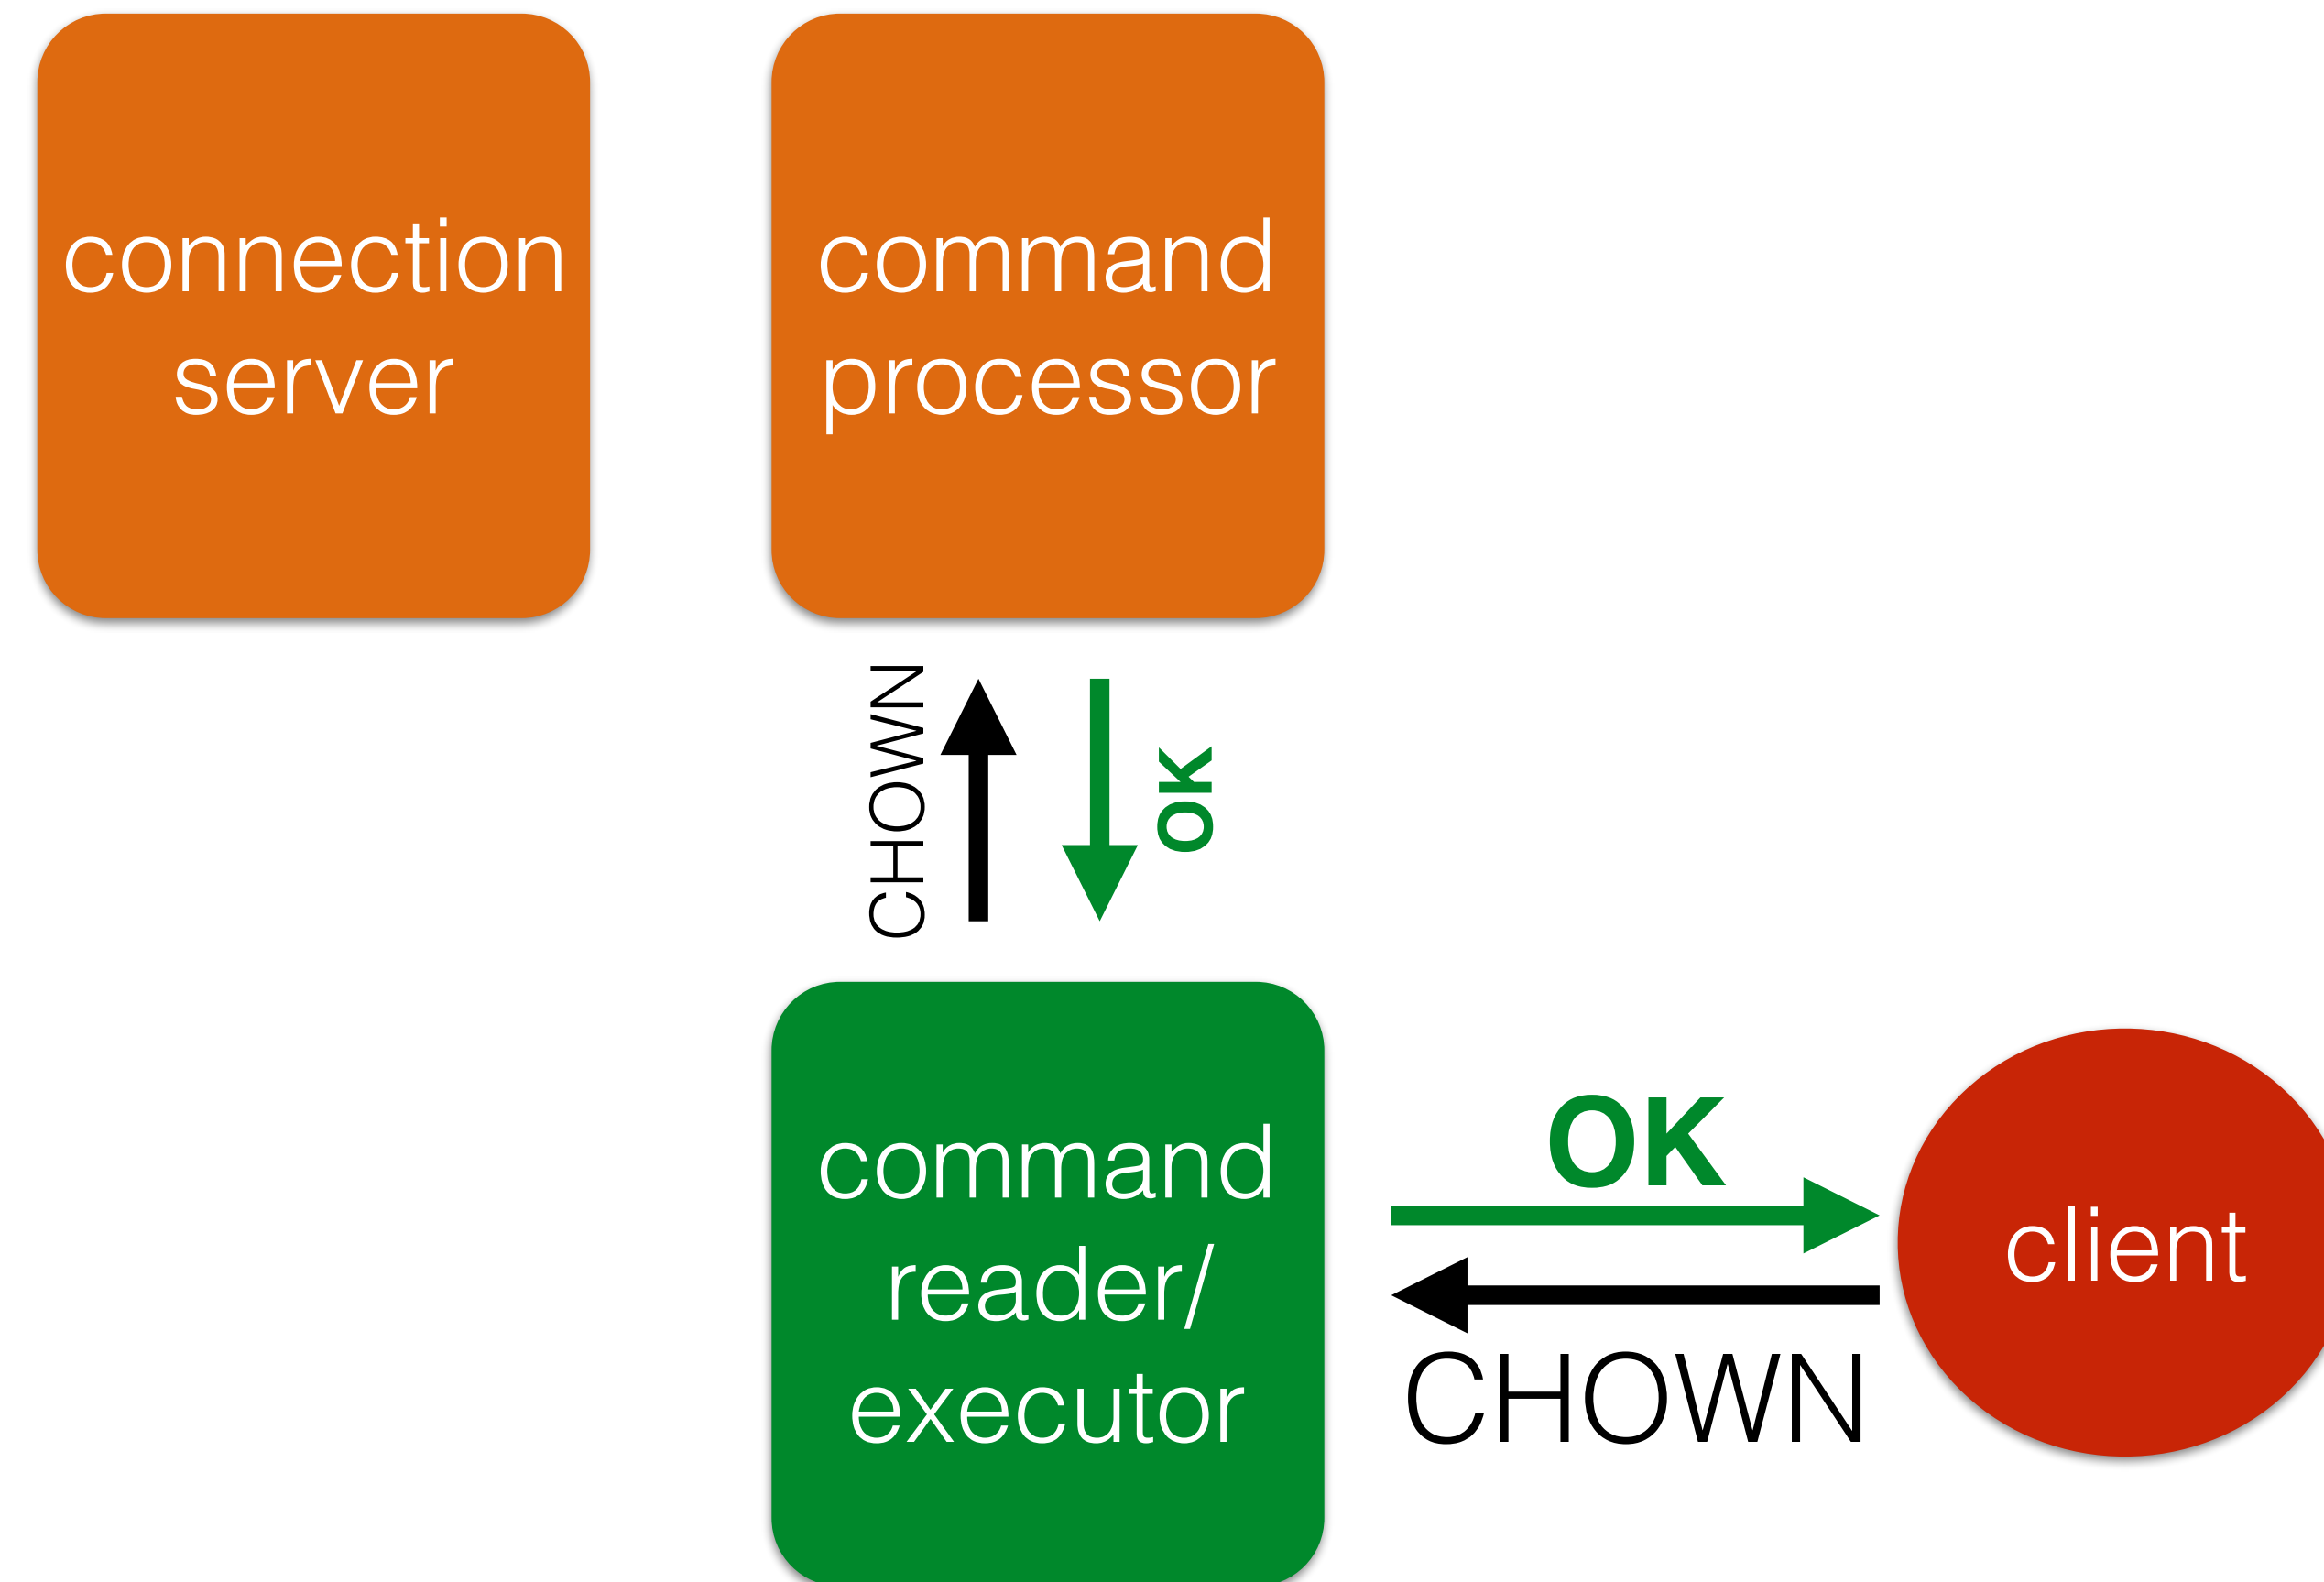 connection
server
command
processor
CHOWN
OK
command
reader/
executor
OK
CHOWN
client